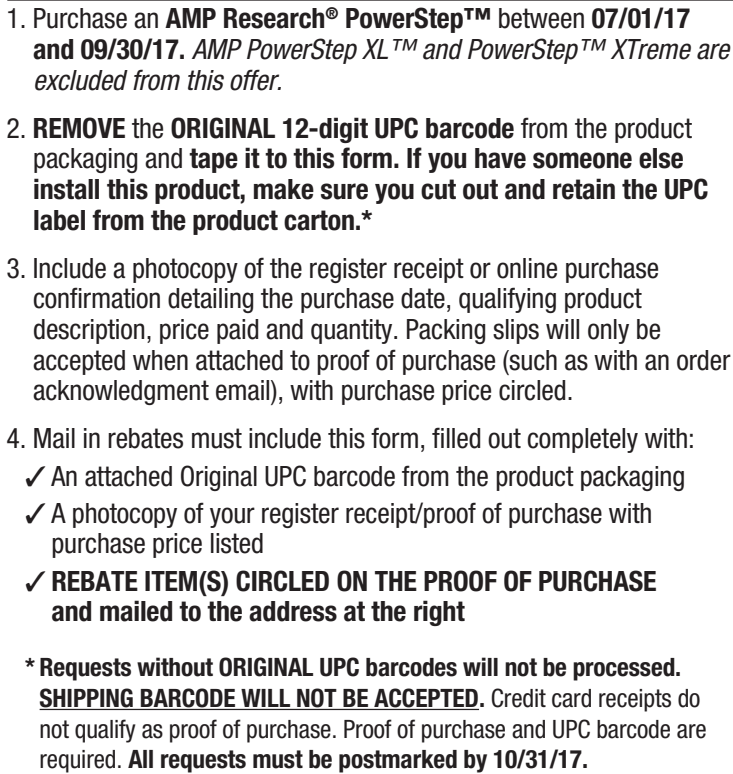 1. Purchase an AMP Research® PowerStep™ between 07/01/17
and 09/30/17. AMP PowerStep XL™ and PowerStep™ XTreme are
excluded from this offer.
2. REMOVE the ORIGINAL 12-digit UPC barcode from the product
packaging and tape it to this form. If you have someone else
install this product, make sure you cut out and retain the UPC
label from the product carton.*
3. Include a photocopy of the register receipt or online purchase
confirmation detailing the purchase date, qualifying product
description, price paid and quantity. Packing slips will only be
accepted when attached to proof of purchase (such as with an order
acknowledgment email), with purchase price circled.
4. Mail in rebates must include this form, filled out completely with:
✓ An attached Original UPC barcode from the product packaging
✓ A photocopy of your register receipt/proof of purchase with
purchase price listed
✓ REBATE ITEM(S) CIRCLED ON THE PROOF OF PURCHASE
and mailed to the address at the right
* Requests without ORIGINAL UPC barcodes will not be processed.
SHIPPING BARCODE WILL NOT BE ACCEPTED. Credit card receipts do
not qualify as proof of purchase. Proof of purchase and UPC barcode are
required. All requests must be postmarked by 10/31/17.